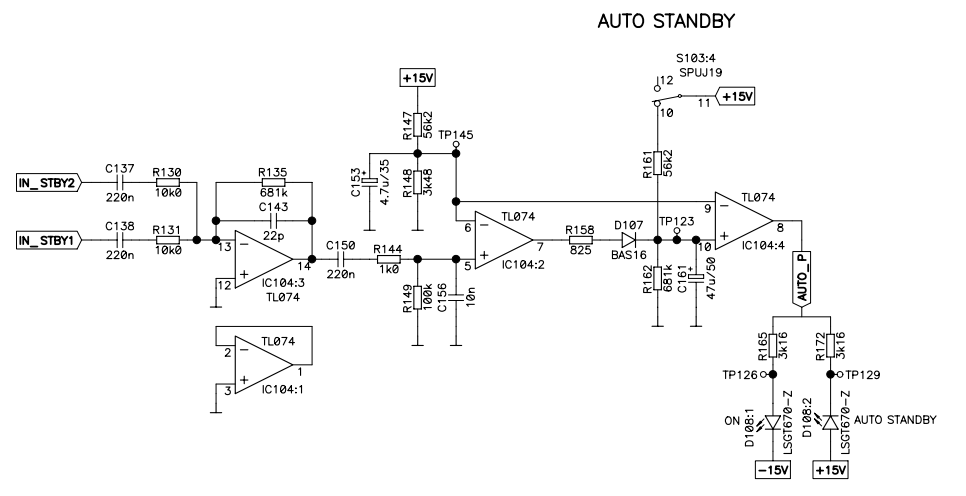 AUTO STANDBY
S103:4
SPUJ19
12
11
+15V
10
+15V
R147
56k2
TP145
C153
+
4.7u/35
R148
3k48
R161
56k2
C137
220n
R130
10k0
IN_STBY2
R135
681k
C143
22p
IN_STBY1
C138
220n
R131
10k0
13
12
14
IC104:3
TL074
C150
220n
R144
1k0
R149
100k
C156
10n
6
5
7
TL074
IC104:2
R158
825
D107
BAS16
TP123
R162
681k
C161
+
47u/50
9
10
8
TL074
IC104:4
AUTO_P
2
3
1
TL074
IC104:1
R165
3k16
R172
3k16
TP126
TP129
ON
D108:1
LSGT670-Z
D108:2
LSGT670-Z
AUTO STANDBY
-15V
+15V